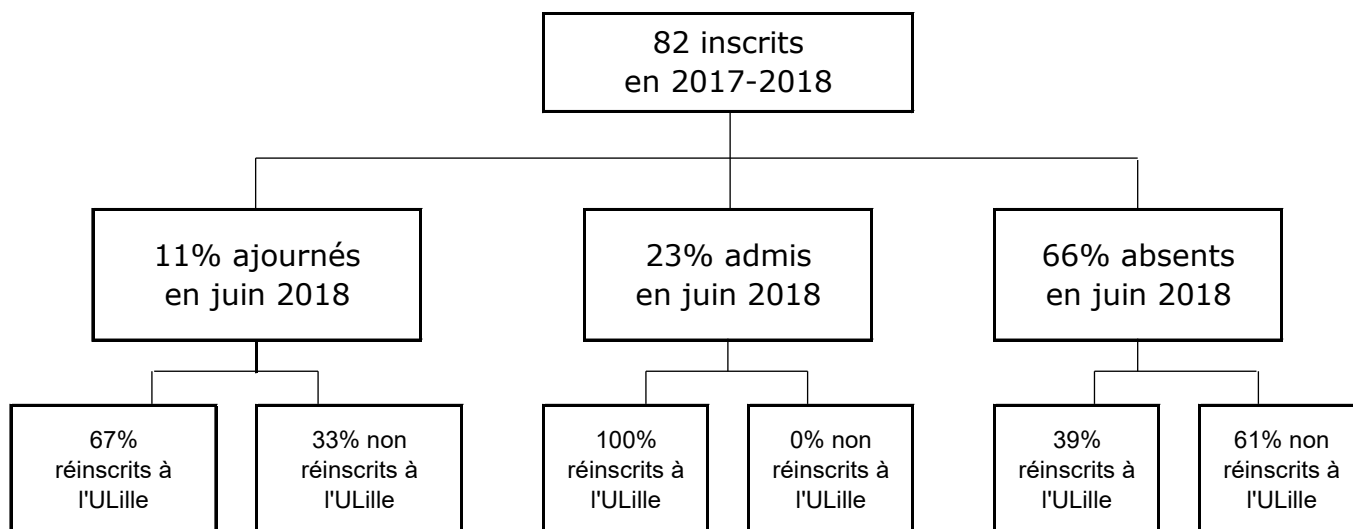 82 inscrits
en 2017-2018
11% ajournés
en juin 2018
23% admis
en juin 2018
66% absents
en juin 2018
67%
réinscrits à
l'ULille
33% non
réinscrits à
l'ULille
100%
réinscrits à
l'ULille
0% non
réinscrits à
l'ULille
39%
réinscrits à
l'ULille
61% non
réinscrits à
l'ULille